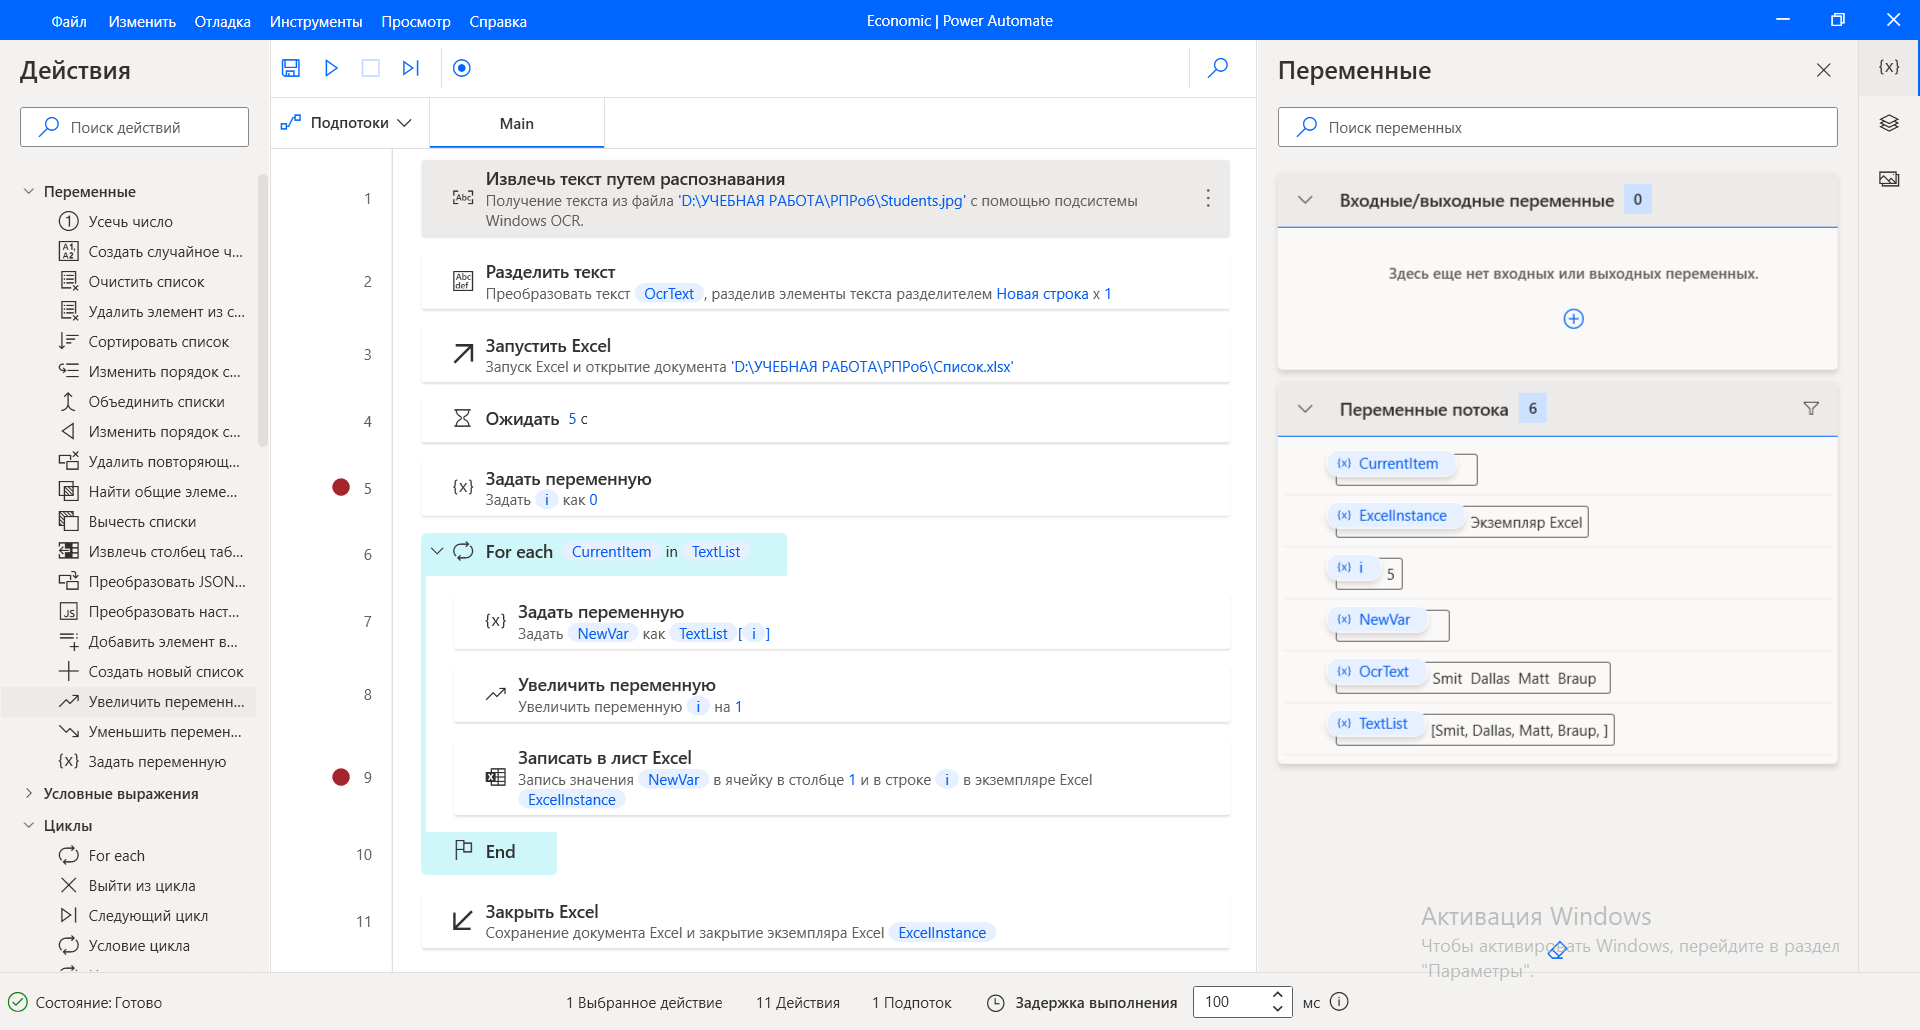 Файл Изменить Отладка Инструменты Просмотр Справка
Economic | Power Automate
Действия
Поиск действий
Переменные
Усечь число
Создать случайное ч...
Очистить список
Удалить элемент из с...
Сортировать список
Изменить порядок с...
Объединить списки
Изменить порядок с...
Удалить повторяющ...
Найти общие элеме...
Вычесть списки
Извлечь столбец таб...
Преобразовать JSON...
Преобразовать наст...
Добавить элемент в...
Создать новый список
Увеличить переменн...
Уменьшить перемен...
Задать переменную
Условные выражения
Циклы
For each
Выйти из цикла
Следующий цикл
Условие цикла
Подпотоки
Main
1
Извлечь текст путем распознавания
Получение текста из файла 'D:\УЧЕБНАЯ РАБОТА\РПРоб\Students.jpg' с помощью подсистемы
Windows OCR.
2
Разделить текст
Преобразовать текст OcrText , разделив элементы текста разделителем Новая строка x 1
3
Запустить Excel
Запуск Excel и открытие документа 'D:\УЧЕБНАЯ РАБОТА\РПРоб\Список.xlsx'
4
Ожидать 5 с
5
{x} Задать переменную
Задать i как 0
6
For each CurrentItem in TextList
7
{x} Задать переменную
Задать NewVar как TextList [ i ]
8
Увеличить переменную
Увеличить переменную i на 1
9
Записать в лист Excel
Запись значения NewVar в ячейку в столбце 1 и в строке i в экземпляре Excel
ExcelInstance
10
End
11
Закрыть Excel
Сохранение документа Excel и закрытие экземпляра Excel ExcelInstance
Переменные
{x}
Поиск переменных
Входные/выходные переменные 0
Здесь еще нет входных или выходных переменных.
Переменные потока 6
{x} CurrentItem
{x} ExcelInstance Экземпляр Excel
{x} i 5
{x} NewVar
{x} OcrText Smit Dallas Matt Braup
{x} TextList [Smit, Dallas, Matt, Braup, ]
Активация Windows
Чтобы активировать Windows, перейдите в раздел
"Параметры".
Состояние: Готово
1 Выбранное действие 11 Действия 1 Подпоток Задержка выполнения 100 мс